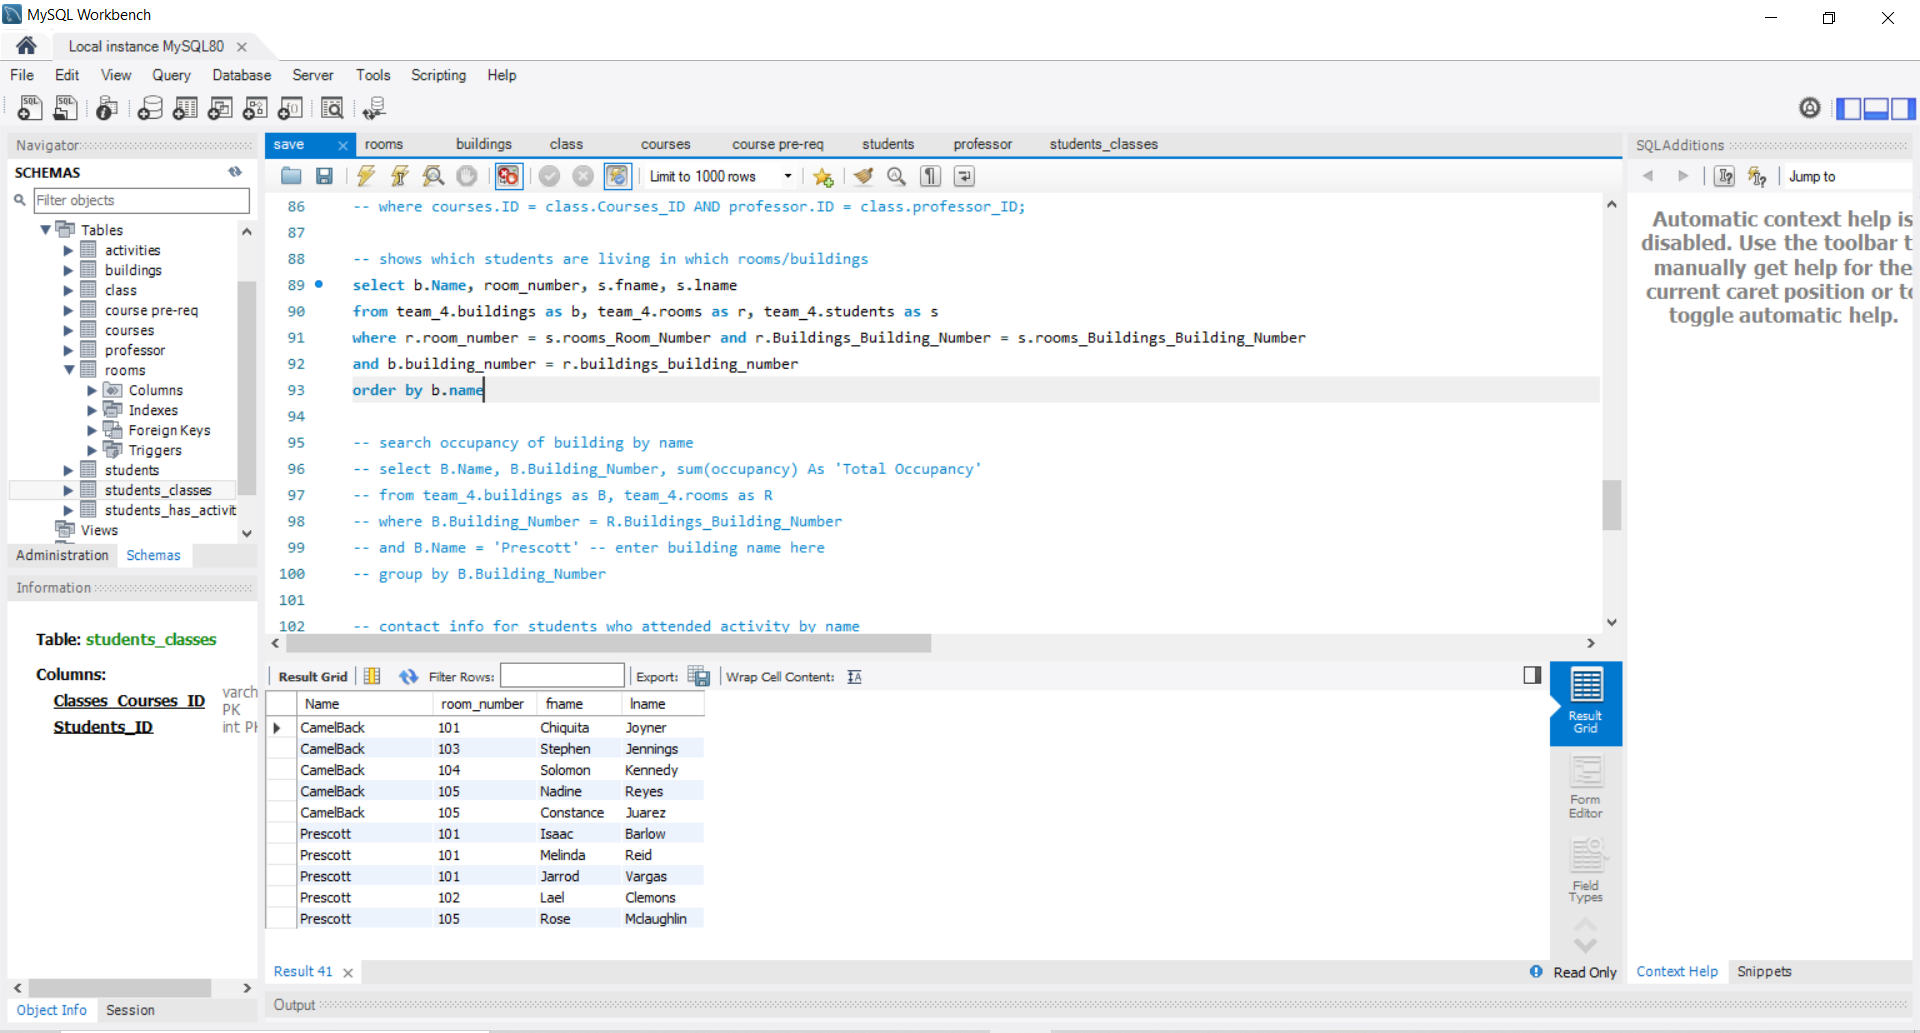 MySQL Workbench
Local instance MySQL80
File Edit View Query Database Server Tools Scripting Help
Navigator
SCHEMAS
Filter objects
Tables
activities
buildings
class
course pre-req
courses
professor
rooms
Columns
Indexes
Foreign Keys
Triggers
students
students_classes
students_has_activit
Views
Administration Schemas
Information
Table: students_classes
Columns:
Classes_Courses_ID varch
PK
Students_ID int PK
Object Info Session
save rooms buildings class courses course pre-req students professor students_classes
Limit to 1000 rows
86 -- where courses.ID = class.Courses_ID AND professor.ID = class.professor_ID;
87
88 -- shows which students are living in which rooms/buildings
89 select b.Name, room_number, s.fname, s.lname
90 from team_4.buildings as b, team_4.rooms as r, team_4.students as s
91 where r.room_number = s.rooms_Room_Number and r.Buildings_Building_Number = s.rooms_Buildings_Building_Number
92 and b.building_number = r.buildings_building_number
93 order by b.name
94
95 -- search occupancy of building by name
96 -- select B.Name, B.Building_Number, sum(occupancy) As 'Total Occupancy'
97 -- from team_4.buildings as B, team_4.rooms as R
98 -- where B.Building_Number = R.Buildings_Building_Number
99 -- and B.Name = 'Prescott' -- enter building name here
100 -- group by B.Building_Number
101
102 -- contact info for students who attended activity by name
Result Grid Filter Rows: Export: Wrap Cell Content:
Name room_number fname lname
CamelBack 101 Chiquita Joyner
CamelBack 103 Stephen Jennings
CamelBack 104 Solomon Kennedy
CamelBack 105 Nadine Reyes
CamelBack 105 Constance Juarez
Prescott 101 Isaac Barlow
Prescott 101 Melinda Reid
Prescott 101 Jarrod Vargas
Prescott 102 Lael Clemons
Prescott 105 Rose Mclaughlin
Result
Grid
Form
Editor
Field
Types
Result 41
Read Only
Output
SQLAdditions
Jump to
Automatic context help is
disabled. Use the toolbar t
manually get help for the
current caret position or to
toggle automatic help.
Context Help Snippets